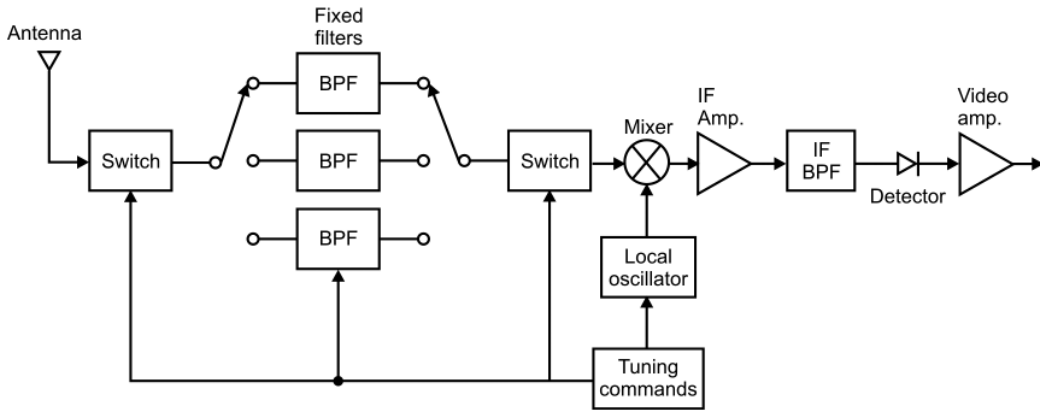 Antenna
Fixed
filters
BPF
BPF
BPF
Switch
Switch
Mixer
IF
Amp.
IF
BPF
Detector
Video
amp.
Local
oscillator
Tuning
commands